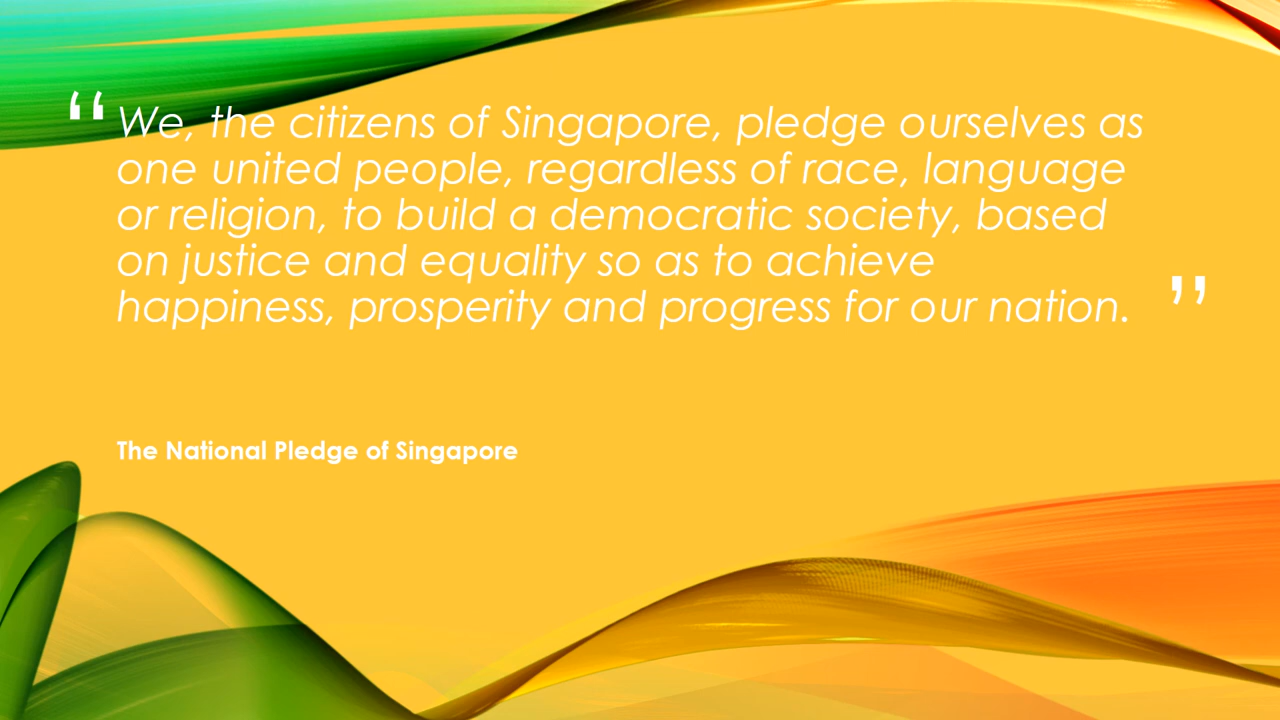 “We, the citizens of Singapore, pledge ourselves as
one united people, regardless of race, language
or religion, to build a democratic society, based
on justice and equality so as to achieve
happiness, prosperity and progress for our nation.”
The National Pledge of Singapore